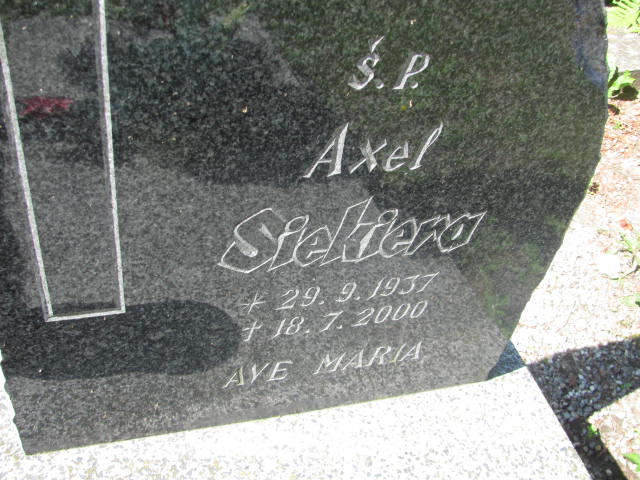 Ś.P.
Axel
Siekiera
* 29.9.1937
† 18.7.2000
AVE MARIA